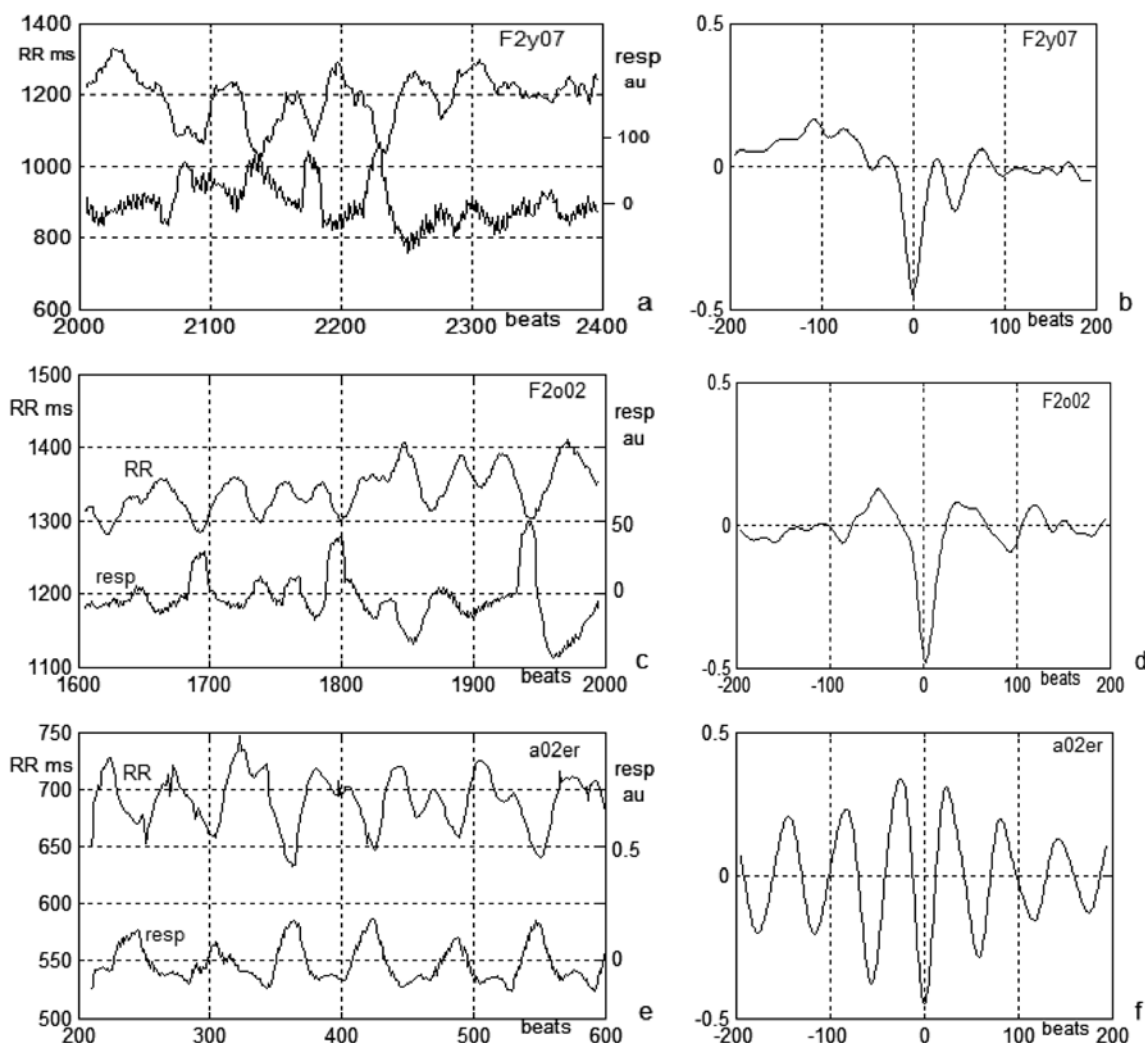 1400
RR ms
1200
1000
800
600
2000
2100
2200
2300
beats
2400
F2y07
resp
au
100
0
a
0.5
0
-0.5
-200
-100
0
100
beats
200
F2y07
b
1500
RR ms
1400
1300
1200
1100
1600
1700
1800
1900
beats
2000
F2o02
RR
resp
resp
au
50
0
c
0.5
0
-0.5
-200
-100
0
100
beats
200
F2o02
d
750
RR ms
700
650
600
550
500
200
300
400
500
beats
600
a02er
RR
resp
resp
au
0.5
0
e
0.5
0
-0.5
-200
-100
0
100
beats
200
a02er
f